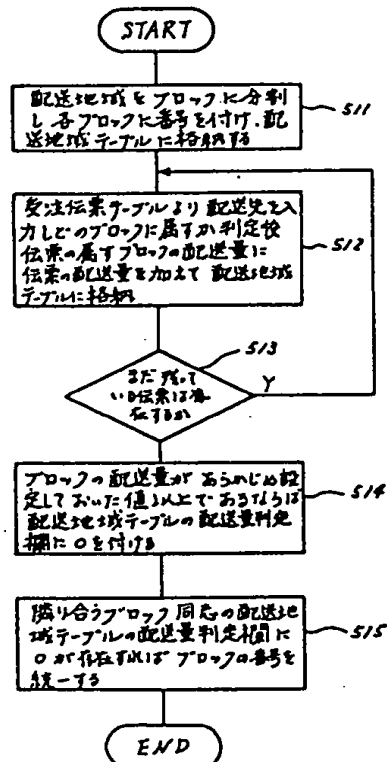 START
配送地域をブロックに分割
し各ブロックに番号を付け、配
送地域テーブルに格納する
511
受注伝票テーブルより配送先を入
力しどのブロックに属すか判定後
伝票の属すブロックの配送量に
伝票の配送量を加えて配送地域
テーブルに格納
512
513
まだ残って
いる伝票は存
在するか
Y
ブロックの配送量があらかじめ設
定しておいた値以上であるならば
配送地域テーブルの配送量判定
欄に0を付ける
514
隣り合うブロック同志の配送地
域テーブルの配送量判定欄に
0が存在すればブロックの番号を
統一する
515
END